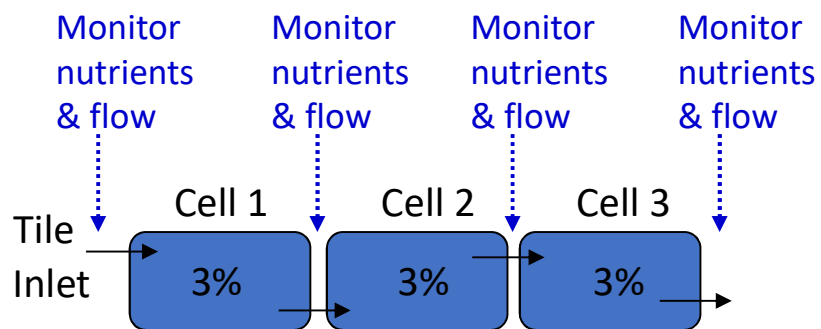 Monitor
nutrients
& flow
Monitor
nutrients
& flow
Monitor
nutrients
& flow
Monitor
nutrients
& flow
Cell 1
Cell 2
Cell 3
Tile
Inlet
3%
3%
3%